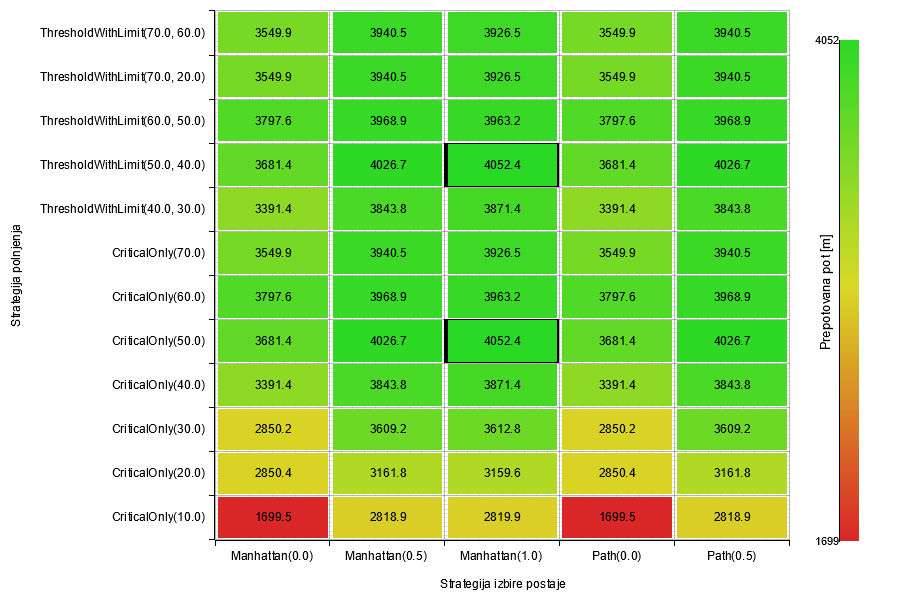 ThresholdWithLimit(70.0, 60.0) 3549.9 3940.5 3926.5 3549.9 3940.5
ThresholdWithLimit(70.0, 20.0) 3549.9 3940.5 3926.5 3549.9 3940.5
ThresholdWithLimit(60.0, 50.0) 3797.6 3968.9 3963.2 3797.6 3968.9
ThresholdWithLimit(50.0, 40.0) 3681.4 4026.7 4052.4 3681.4 4026.7
ThresholdWithLimit(40.0, 30.0) 3391.4 3843.8 3871.4 3391.4 3843.8
CriticalOnly(70.0) 3549.9 3940.5 3926.5 3549.9 3940.5
CriticalOnly(60.0) 3797.6 3968.9 3963.2 3797.6 3968.9
CriticalOnly(50.0) 3681.4 4026.7 4052.4 3681.4 4026.7
CriticalOnly(40.0) 3391.4 3843.8 3871.4 3391.4 3843.8
CriticalOnly(30.0) 2850.2 3609.2 3612.8 2850.2 3609.2
CriticalOnly(20.0) 2850.4 3161.8 3159.6 2850.4 3161.8
CriticalOnly(10.0) 1699.5 2818.9 2819.9 1699.5 2818.9
Manhattan(0.0) Manhattan(0.5) Manhattan(1.0) Path(0.0) Path(0.5)
Strategija izbire postaje
Strategija polnjenja
4052
Prepotovana pot [m]
1699